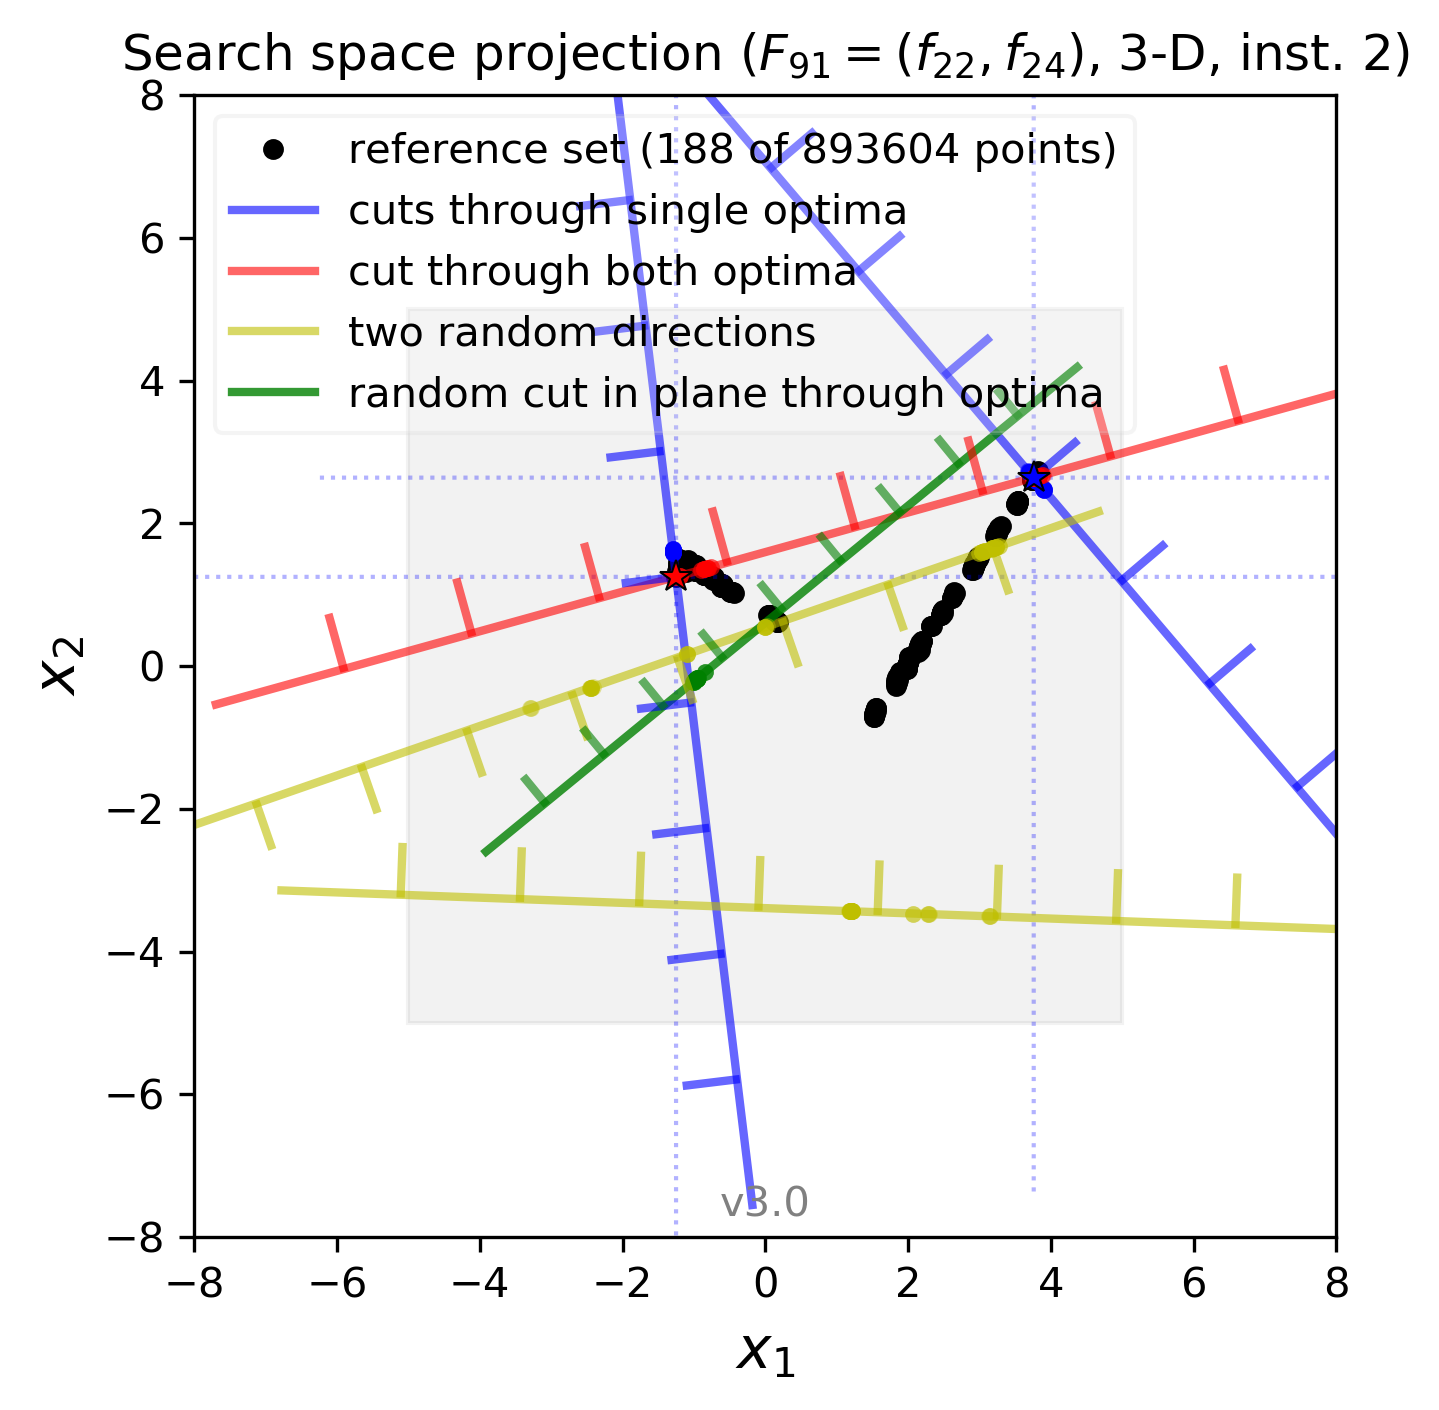 Search space projection (F₉₁ = (f₂₂, f₂₄), 3-D, inst. 2)
reference set (188 of 893604 points)
cuts through single optima
cut through both optima
two random directions
random cut in plane through optima
8
6
4
2
0
−2
−4
−6
−8
x₂
v3.0
−8 −6 −4 −2 0 2 4 6 8
x₁